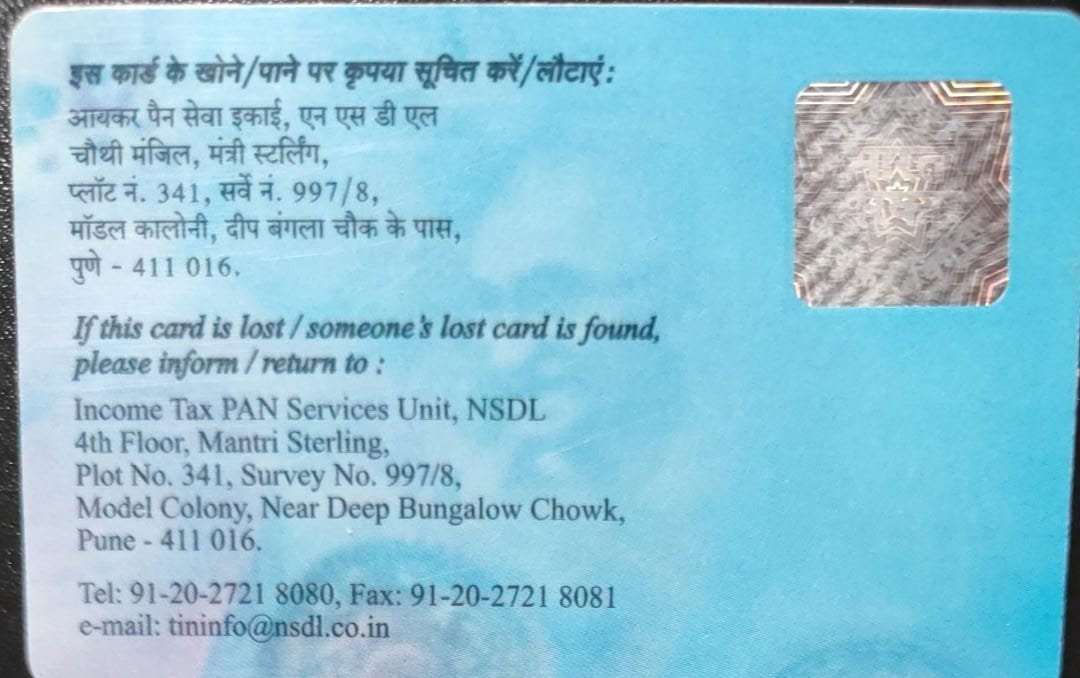 इस कार्ड के खोने/पाने पर कृपया सूचित करें/लौटाएं:
आयकर पैन सेवा इकाई, एन एस डी एल
चौथी मंजिल, मंत्री स्टर्लिंग,
प्लॉट नं. 341, सर्वे नं. 997/8,
मॉडल कालोनी, दीप बंगला चौक के पास,
पुणे - 411 016.
If this card is lost / someone's lost card is found,
please inform / return to :
Income Tax PAN Services Unit, NSDL
4th Floor, Mantri Sterling,
Plot No. 341, Survey No. 997/8,
Model Colony, Near Deep Bungalow Chowk,
Pune - 411 016.
Tel: 91-20-2721 8080, Fax: 91-20-2721 8081
e-mail: tininfo@nsdl.co.in